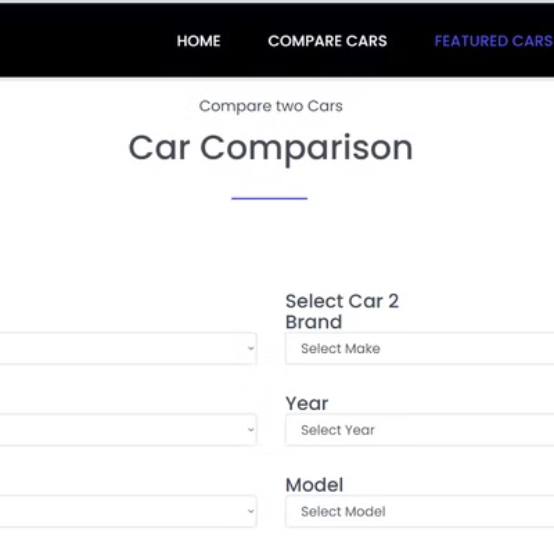 HOME COMPARE CARS FEATURED CARS
Compare two Cars
Car Comparison
Select Car 2
Brand
Select Make
Year
Select Year
Model
Select Model